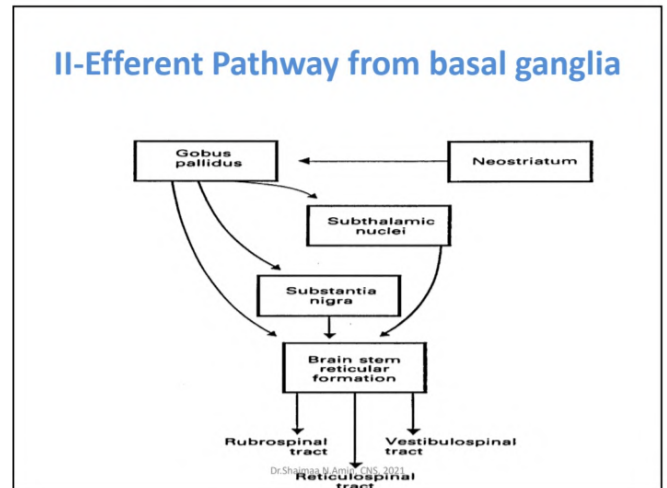 II-Efferent Pathway from basal ganglia
Gobus
pallidus
Neostriatum
Subthalamic
nuclei
Substantia
nigra
Brain stem
reticular
formation
Rubrospinal
tract
Vestibulospinal
tract
Dr.Shaimaa N.Amin, CNS, 2021
Reticulospinal
tract